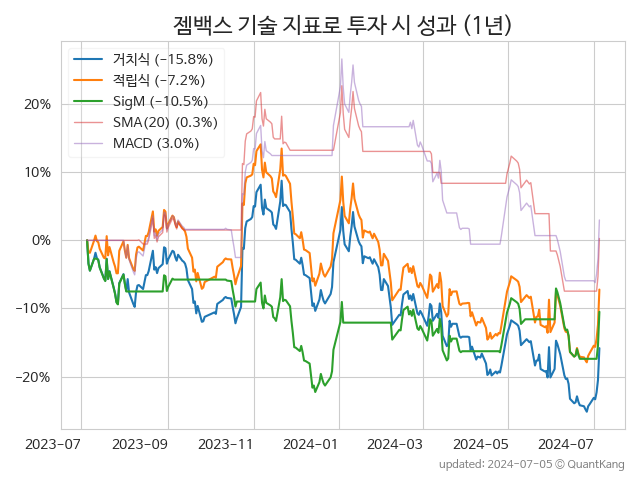 젬백스 기술 지표로 투자 시 성과 (1년)
거치식 (−15.8%)
적립식 (−7.2%)
SigM (−10.5%)
SMA(20) (0.3%)
MACD (3.0%)
20%
10%
0%
−10%
−20%
2023-07 2023-09 2023-11 2024-01 2024-03 2024-05 2024-07
updated: 2024-07-05 © QuantKang